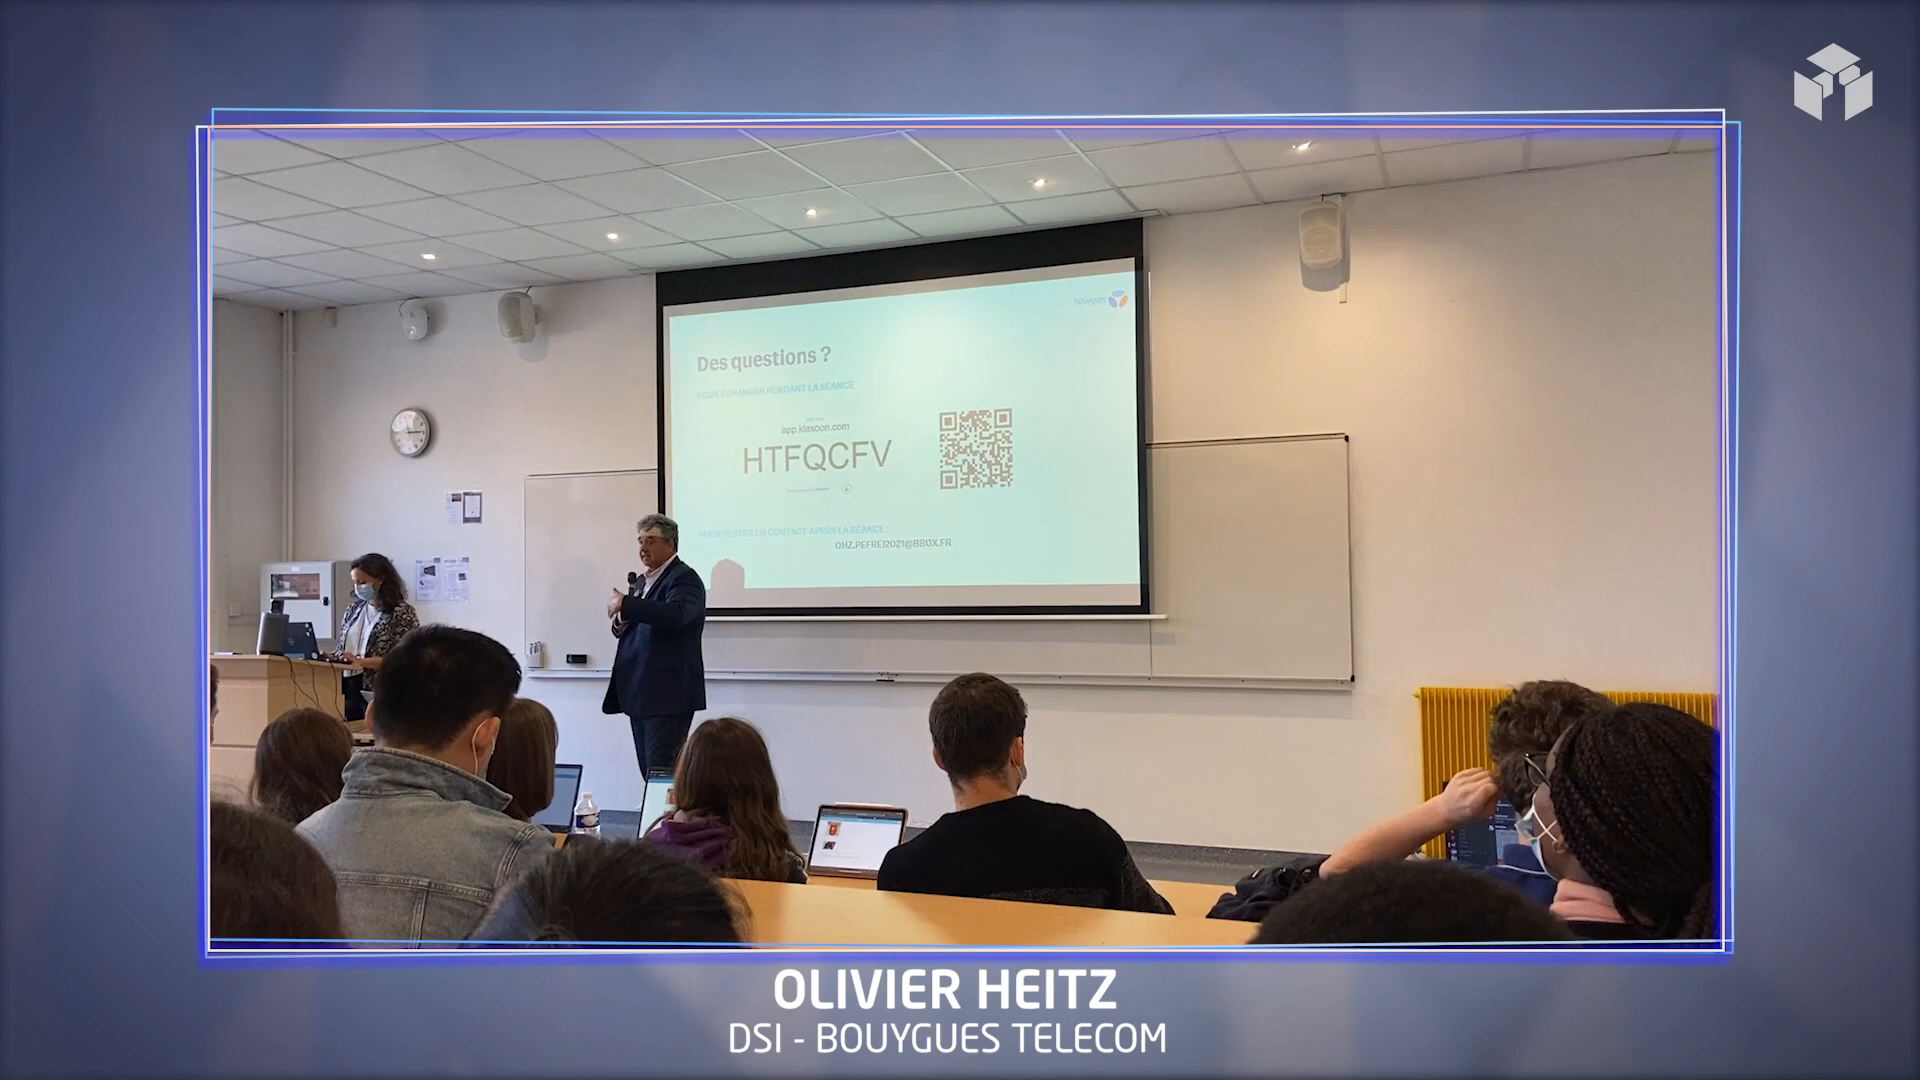 bouygues
Des questions ?
POUR ÉCHANGER PENDANT LA SÉANCE
app.klaxoon.com
HTFQCFV
POUR RESTER EN CONTACT APRÈS LA SÉANCE :
OHZ.PEFREI2021@BBOX.FR
OLIVIER HEITZ
DSI - BOUYGUES TELECOM